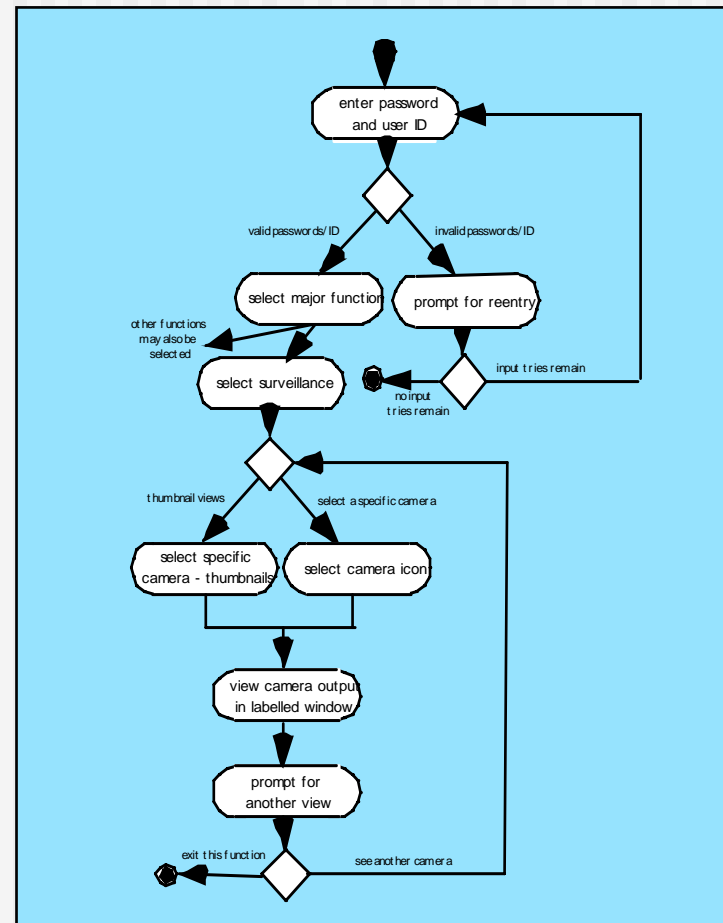 enter password
and user ID
valid passwords/ID
invalid passwords/ID
select major function
prompt for reentry
other functions
may also be
selected
input tries remain
select surveillance
no input
tries remain
thumbnail views
select a specific camera
select specific
camera - thumbnails
select camera icon
view camera output
in labelled window
prompt for
another view
exit this function
see another camera